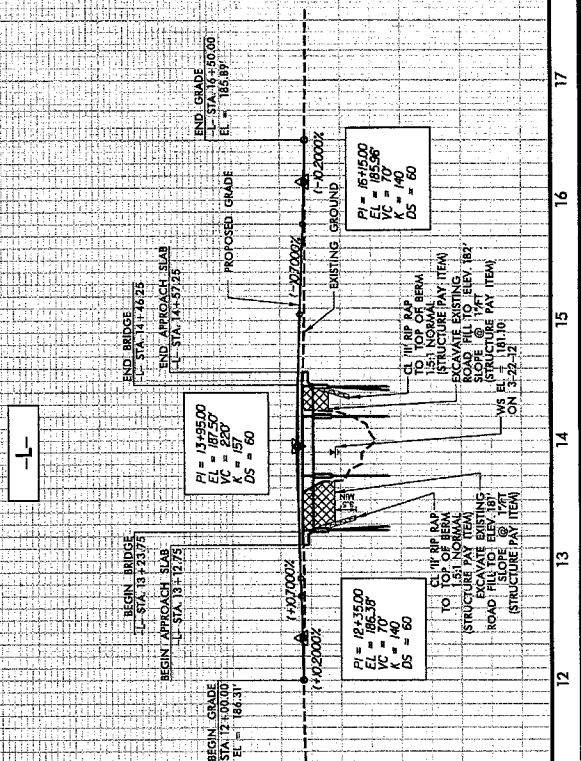 -L-
BEGIN GRADE
STA. 12+00.00
EL = 186.31'
BEGIN BRIDGE
-L- STA. 13+23.75
BEGIN APPROACH SLAB
-L- STA. 13+12.75
END BRIDGE
-L- STA. 14+46.25
END APPROACH SLAB
-L- STA. 14+57.25
END GRADE
-L- STA. 16+50.00
EL = 185.89'
PI = 13+95.00
EL = 187.50'
VC = 220'
K = 157
DS = 60
PROPOSED GRADE
(+)0.2000%
(+)0.7000%
(-)0.7000%
(-)0.2000%
EXISTING GROUND
PI = 12+35.00
EL = 186.38'
VC = 70'
K = 140
DS = 60
PI = 16+15.00
EL = 185.96'
VC = 70'
K = 140
DS = 60
MIN
CL 'II' RIP RAP
TO TOP OF BERM
1.5:1 NORMAL
(STRUCTURE PAY ITEM)
EXCAVATE EXISTING
ROAD FILL TO ELEV. 181'
SLOPE @ 1"/FT
(STRUCTURE PAY ITEM)
CL 'II' RIP RAP
TO TOP OF BERM
1.5:1 NORMAL
(STRUCTURE PAY ITEM)
EXCAVATE EXISTING
ROAD FILL TO ELEV. 182'
SLOPE @ 1"/FT
(STRUCTURE PAY ITEM)
WS EL = 181.10
ON 3-22-12
12
13
14
15
16
17